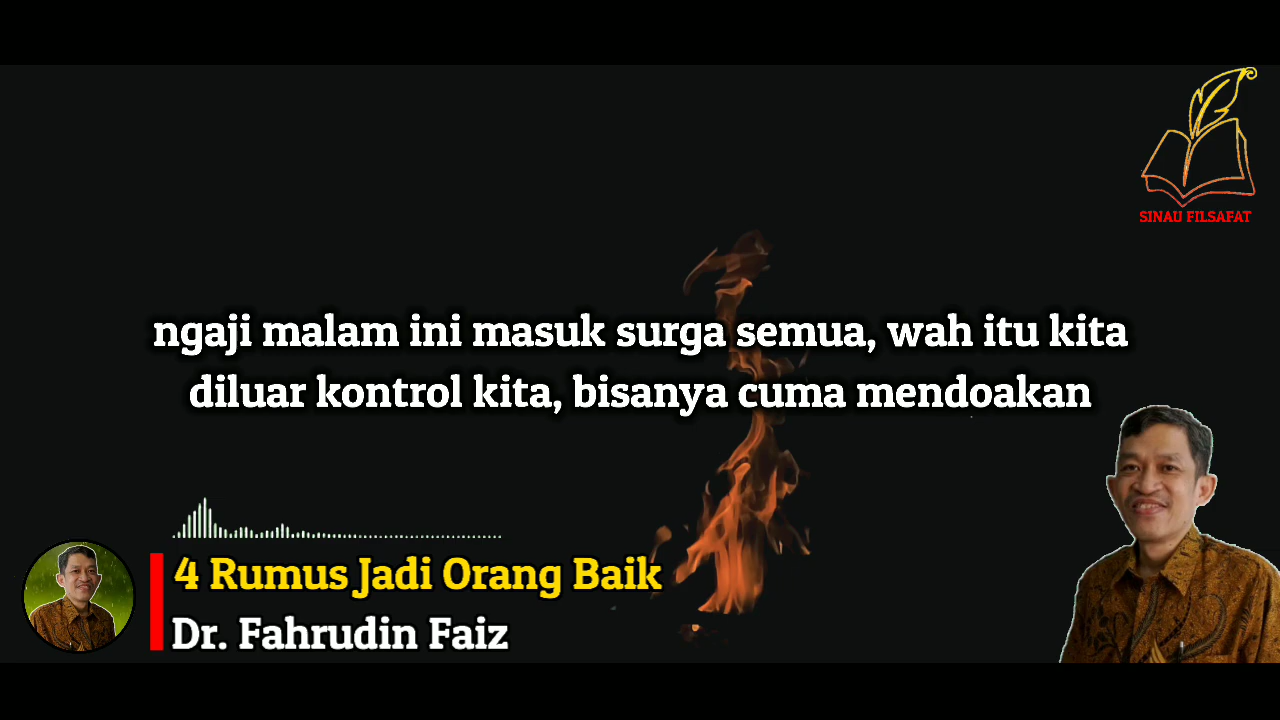 SINAU FILSAFAT
ngaji malam ini masuk surga semua, wah itu kita
diluar kontrol kita, bisanya cuma mendoakan
4 Rumus Jadi Orang Baik
Dr. Fahrudin Faiz